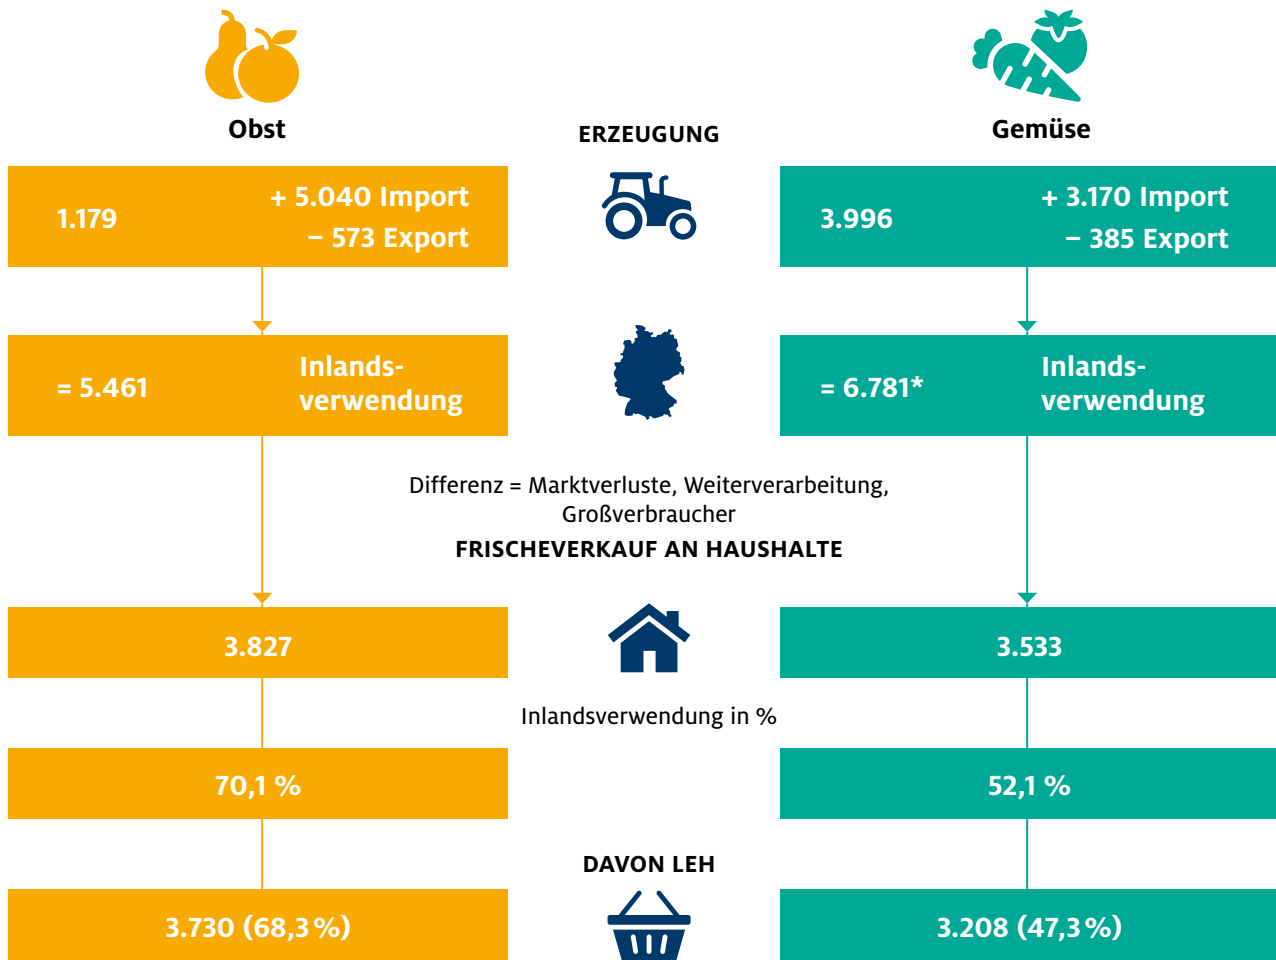 Obst
ERZEUGUNG
Gemüse
1.179
+ 5.040 Import
– 573 Export
3.996
+ 3.170 Import
– 385 Export
= 5.461
Inlands-
verwendung
= 6.781*
Inlands-
verwendung
Differenz = Marktverluste, Weiterverarbeitung,
Großverbraucher
FRISCHEVERKAUF AN HAUSHALTE
3.827
3.533
Inlandsverwendung in %
70,1 %
52,1 %
DAVON LEH
3.730 (68,3 %)
3.208 (47,3 %)